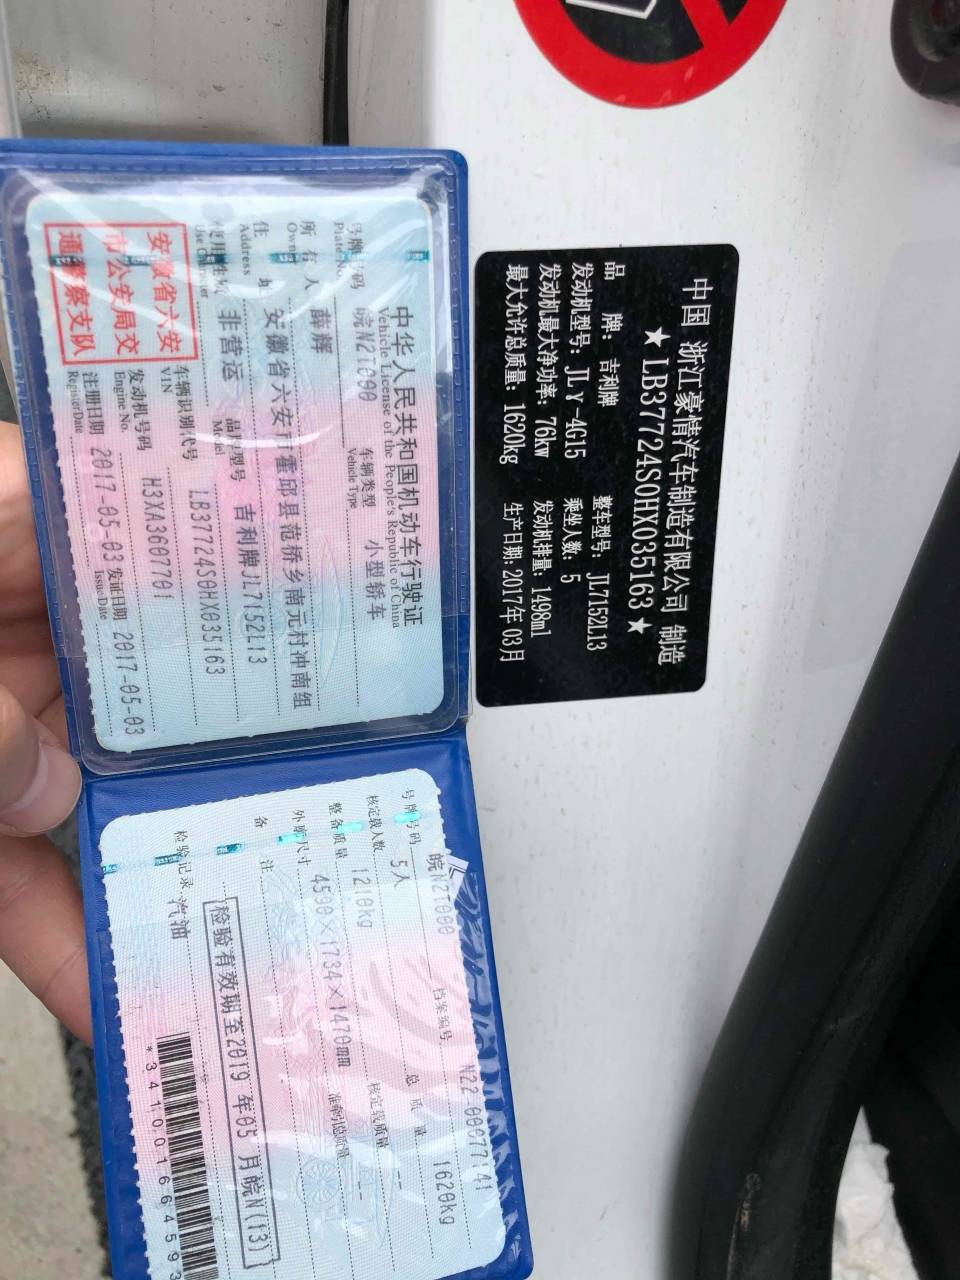 中国 浙江豪情汽车制造有限公司 制造
★ LB37724S0HX035163 ★
品 牌: 吉利牌 整车型号: JL7152L13
发动机型号: JLγ-4G15 乘坐人数: 5
发动机最大净功率: 76kw 发动机排量: 1498ml
最大允许总质量: 1620kg 生产日期: 2017年 03月
中华人民共和国机动车行驶证
Vehicle License of the People's Republic of China
号牌号码 皖N2T000 车辆类型 小型轿车
Plate No. Vehicle Type
所有人 薛辉
Owner
住 址 安徽省六安市霍邱县范桥乡南元村冲南组
Address
使用性质 非营运 品牌型号 吉利牌JL7152L13
Use Character Model
安徽省六安
市公安局交
通警察支队
车辆识别代号 LB37724S0HX035163
VIN
发动机号码 H3XA3607701
Engine No.
注册日期 2017-05-03 发证日期 2017-05-03
Register Date Issue Date
号牌号码 皖N2T000 档案编号 N22-00077141
核定载人数 5人 总 质 量 1620kg
整备质量 1210kg 核定载质量 --
外廓尺寸 4590×1734×1470mm 准牵引总质量 --
备 注
检验有效期至2019年05月皖N(13)
检验记录 汽油